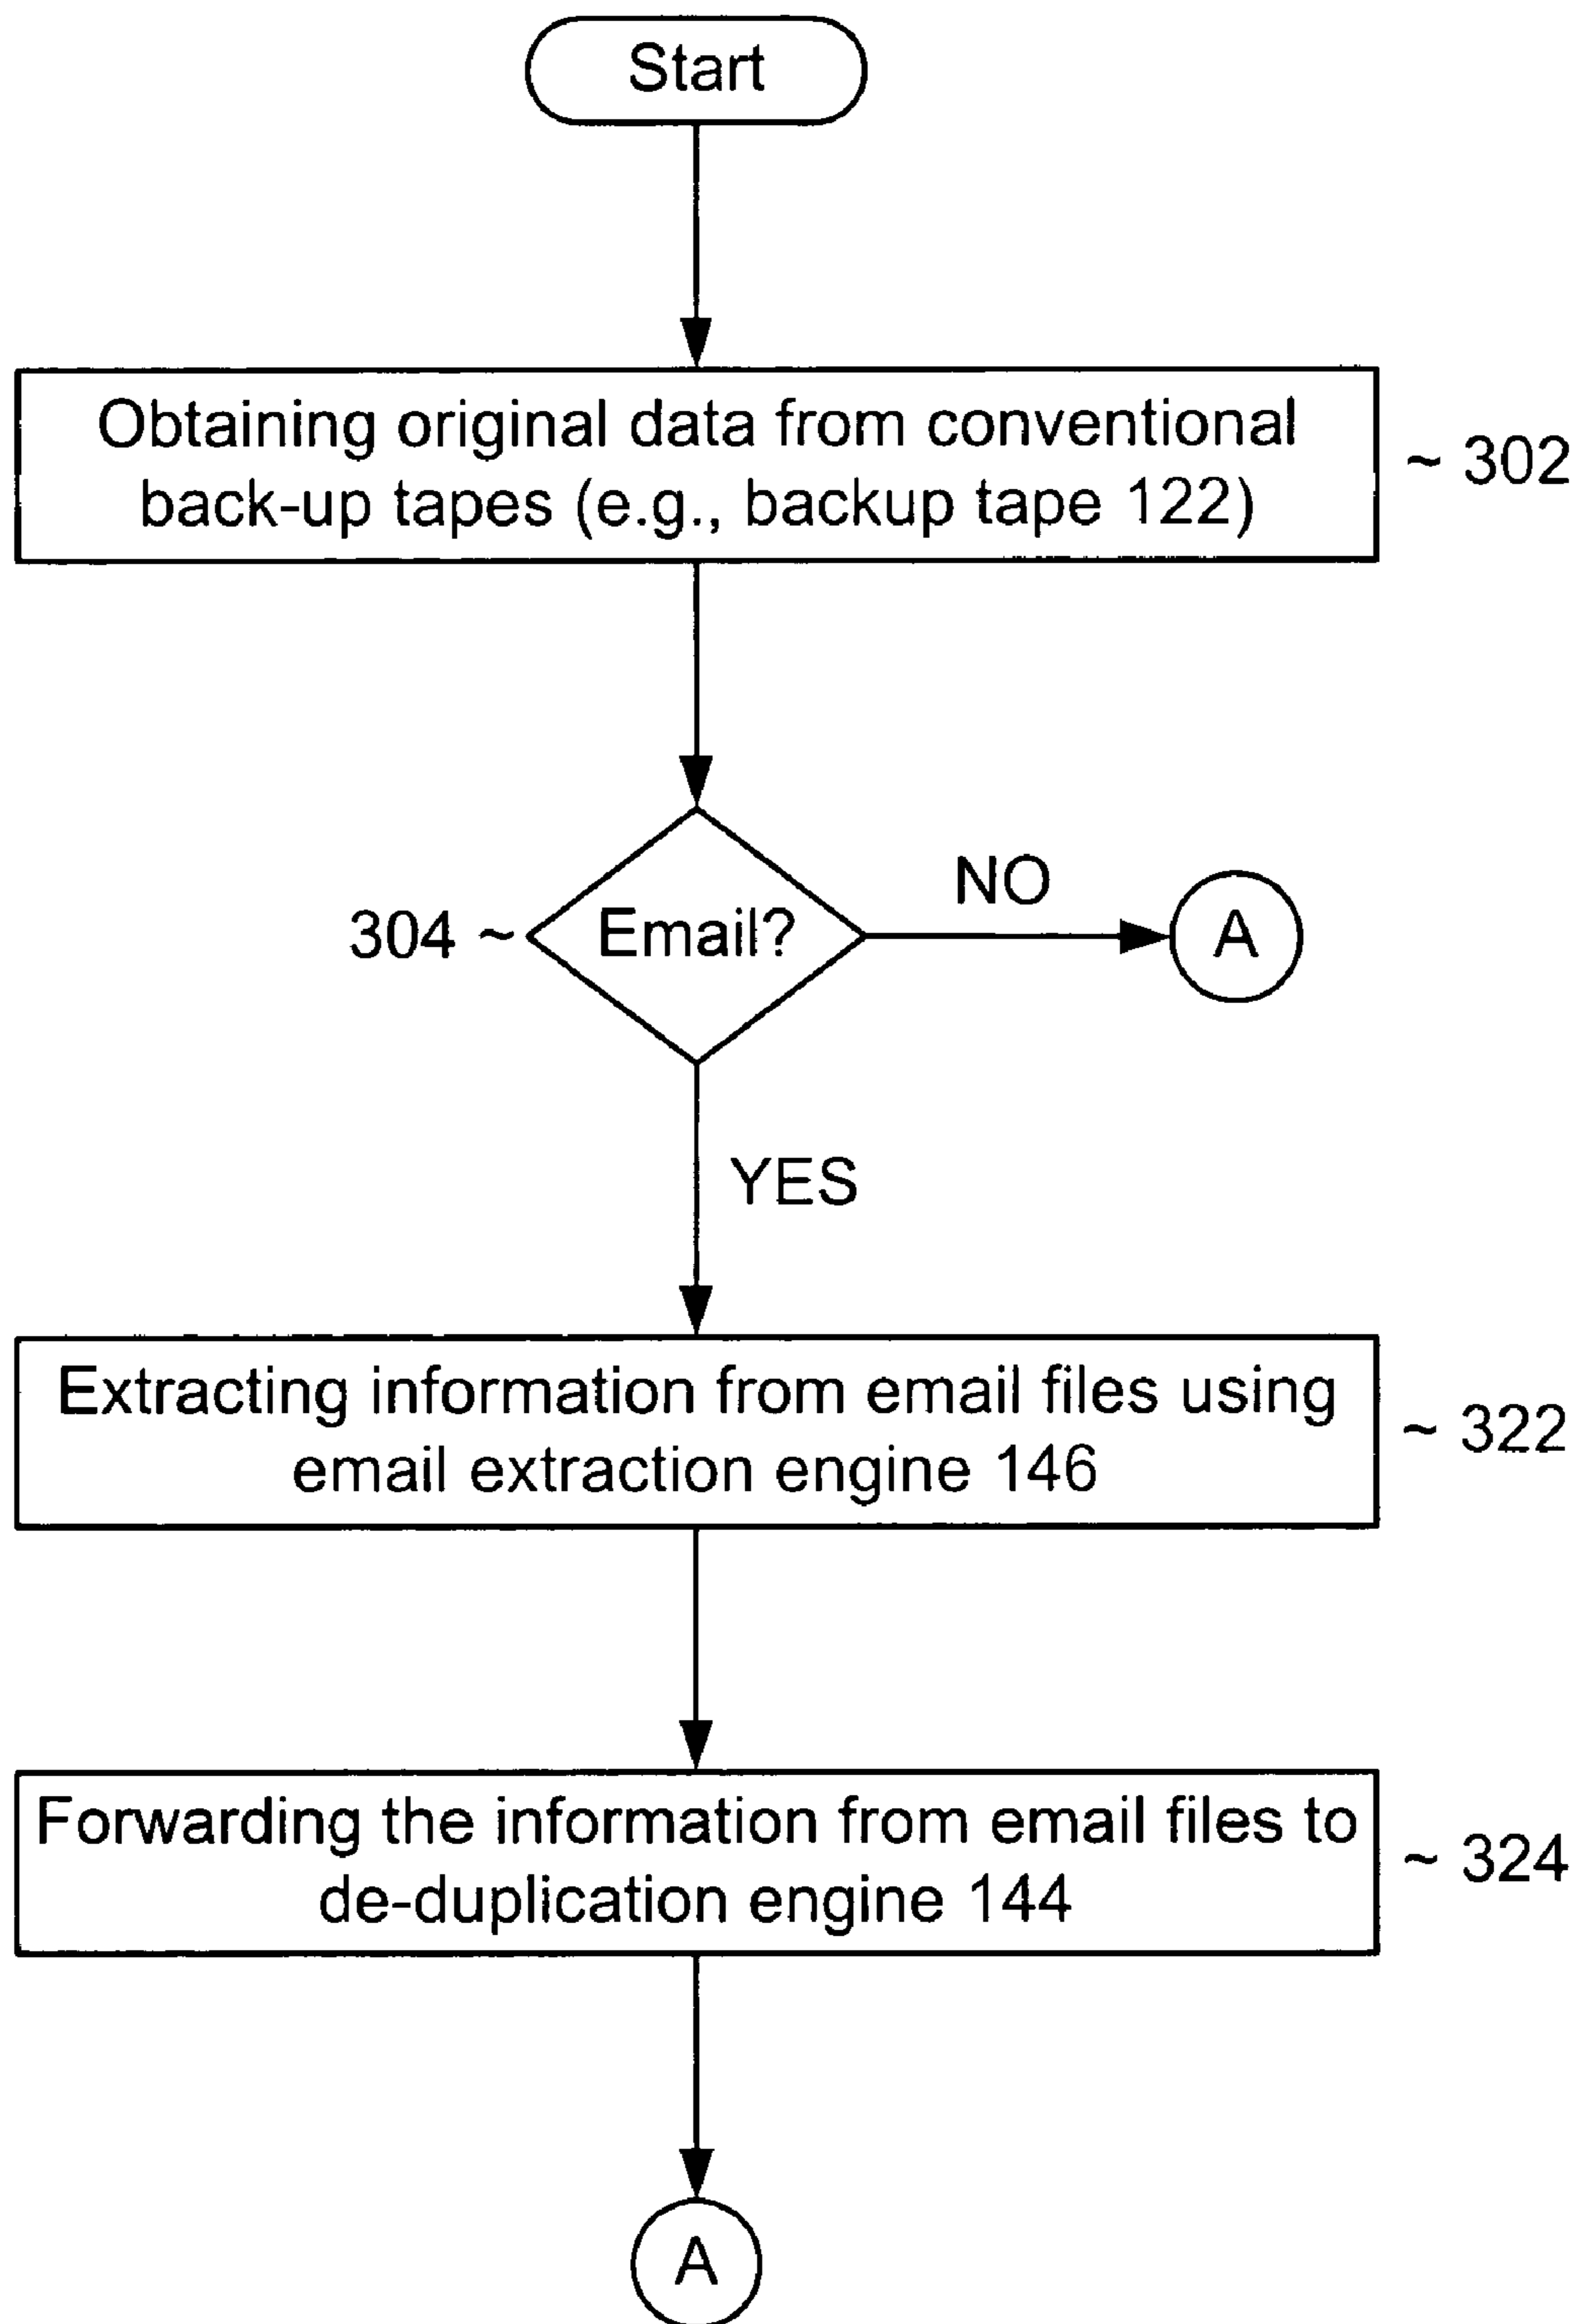 Start
Obtaining original data from conventional
back-up tapes (e.g., backup tape 122)
~ 302
304 ~
Email?
NO
A
YES
Extracting information from email files using
email extraction engine 146
~ 322
Forwarding the information from email files to
de-duplication engine 144
~ 324
A